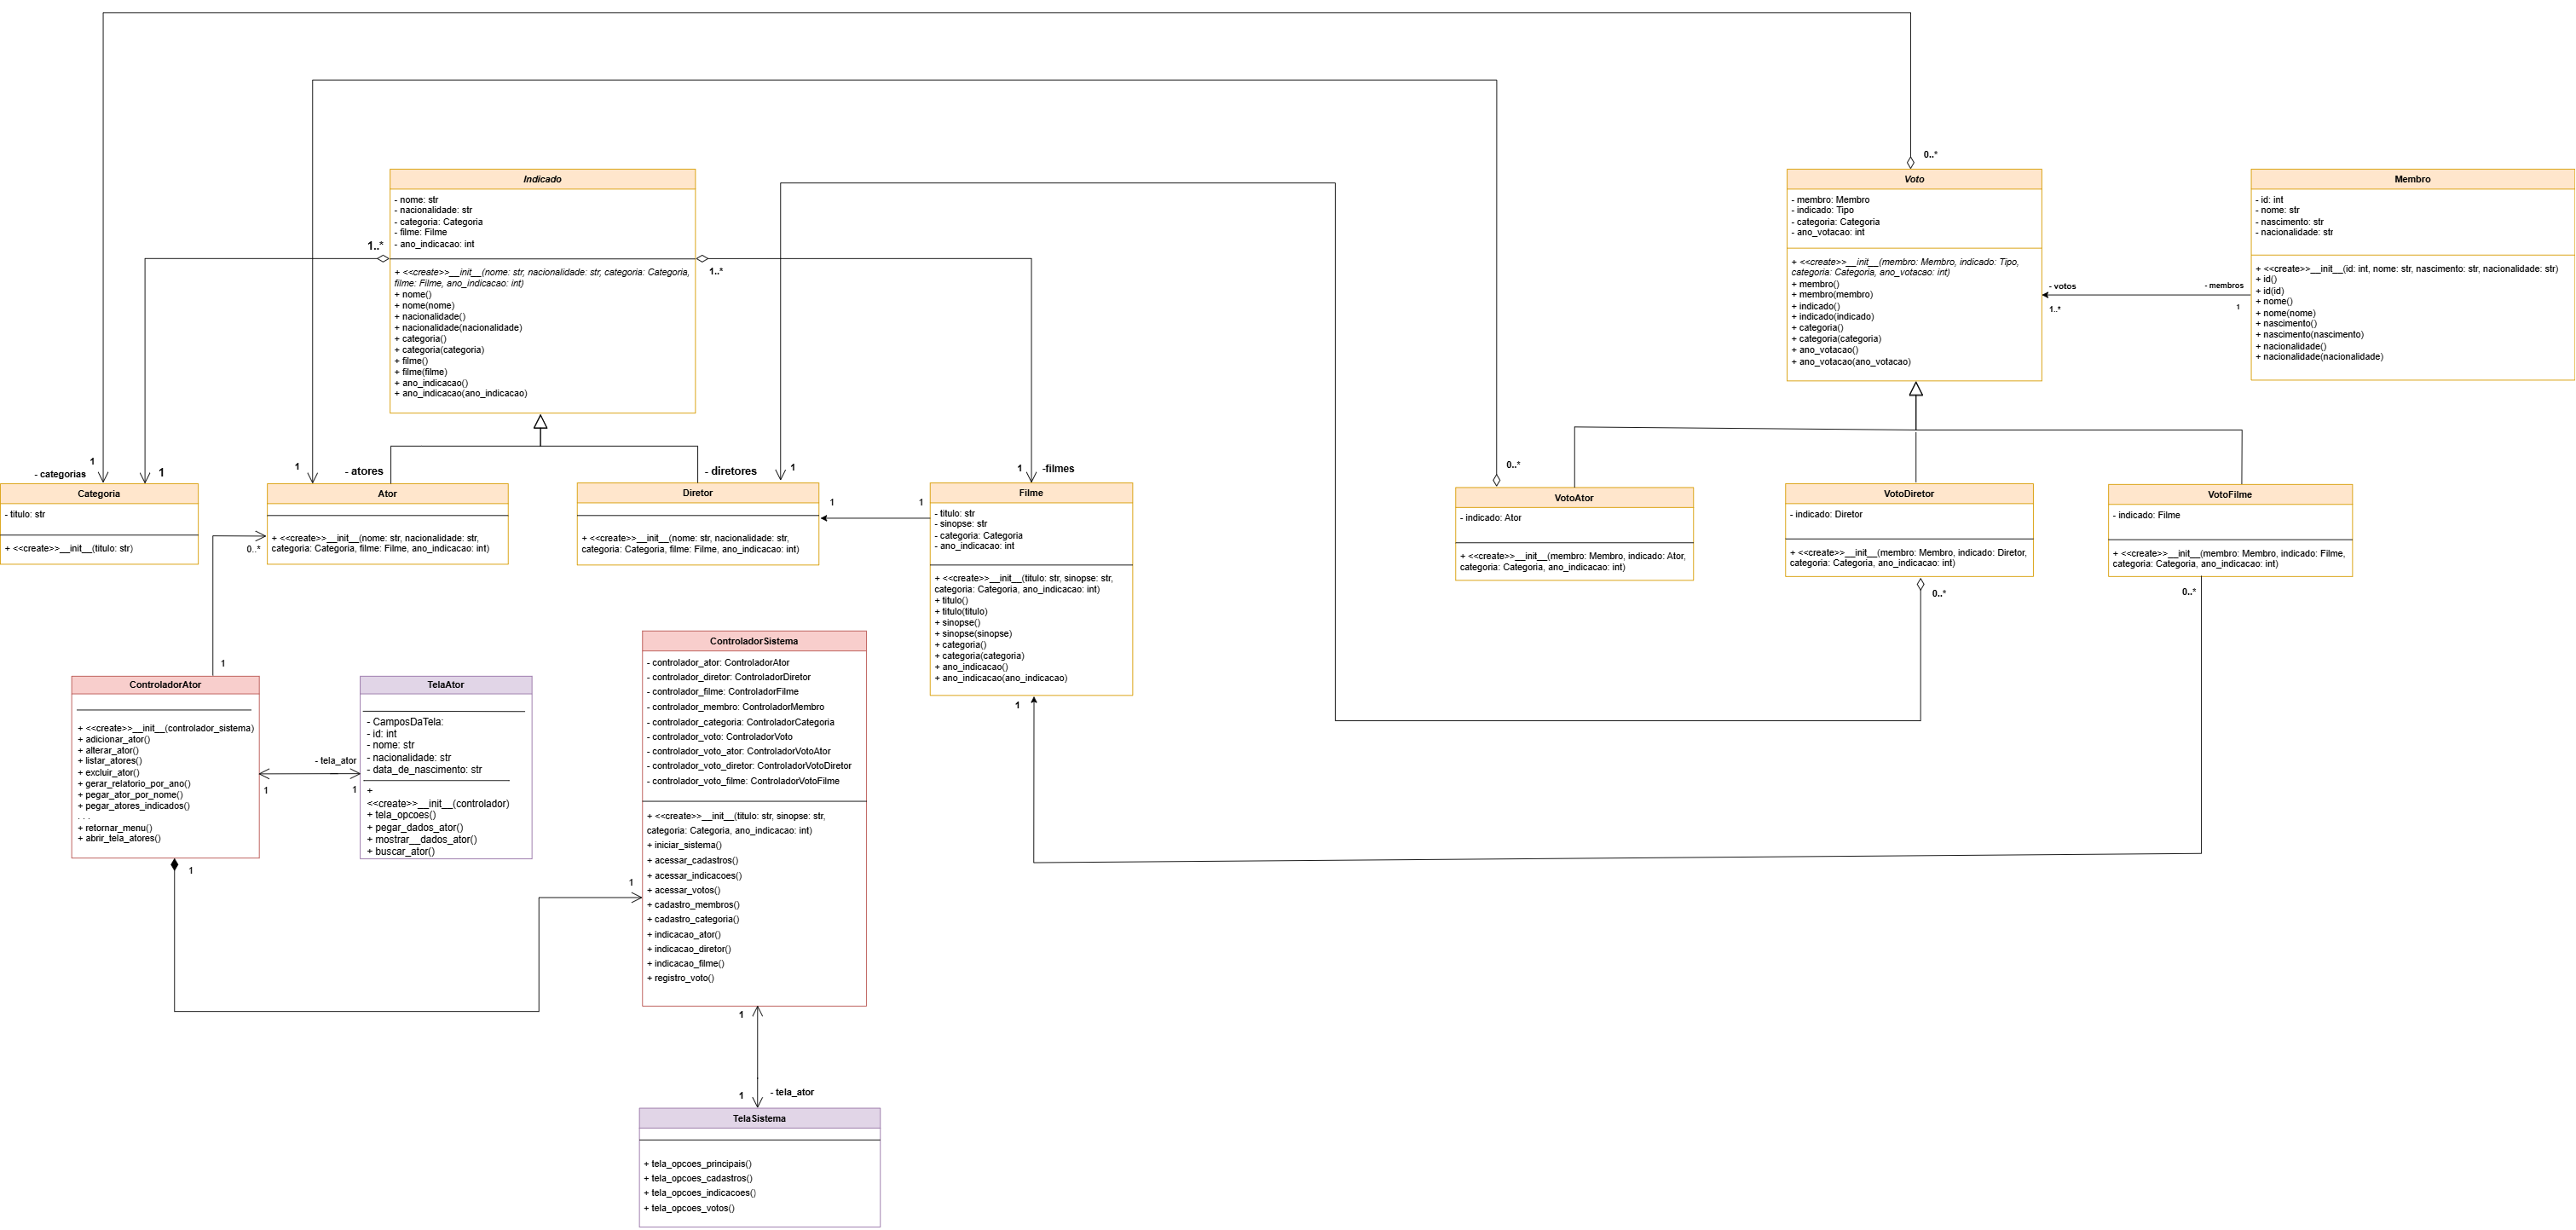 0..*
Indicado
- nome: str
- nacionalidade: str
- categoria: Categoria
- filme: Filme
- ano_indicacao: int
+ <<create>>__init__(nome: str, nacionalidade: str, categoria: Categoria,
filme: Filme, ano_indicacao: int)
+ nome()
+ nome(nome)
+ nacionalidade()
+ nacionalidade(nacionalidade)
+ categoria()
+ categoria(categoria)
+ filme()
+ filme(filme)
+ ano_indicacao()
+ ano_indicacao(ano_indicacao)
1..*
1..*
Voto
- membro: Membro
- indicado: Tipo
- categoria: Categoria
- ano_votacao: int
+ <<create>>__init__(membro: Membro, indicado: Tipo,
categoria: Categoria, ano_votacao: int)
+ membro()
+ membro(membro)
+ indicado()
+ indicado(indicado)
+ categoria()
+ categoria(categoria)
+ ano_votacao()
+ ano_votacao(ano_votacao)
- votos
1..*
- membros
1
Membro
- id: int
- nome: str
- nascimento: str
- nacionalidade: str
+ <<create>>__init__(id: int, nome: str, nascimento: str, nacionalidade: str)
+ id()
+ id(id)
+ nome()
+ nome(nome)
+ nascimento()
+ nascimento(nascimento)
+ nacionalidade()
+ nacionalidade(nacionalidade)
1
- categorias
1
1
- atores
- diretores
1
1
-filmes
0..*
Categoria
- titulo: str
+ <<create>>__init__(titulo: str)
Ator
+ <<create>>__init__(nome: str, nacionalidade: str,
categoria: Categoria, filme: Filme, ano_indicacao: int)
0..*
Diretor
+ <<create>>__init__(nome: str, nacionalidade: str,
categoria: Categoria, filme: Filme, ano_indicacao: int)
1
1
Filme
- titulo: str
- sinopse: str
- categoria: Categoria
- ano_indicacao: int
+ <<create>>__init__(titulo: str, sinopse: str,
categoria: Categoria, ano_indicacao: int)
+ titulo()
+ titulo(titulo)
+ sinopse()
+ sinopse(sinopse)
+ categoria()
+ categoria(categoria)
+ ano_indicacao()
+ ano_indicacao(ano_indicacao)
1
VotoAtor
- indicado: Ator
+ <<create>>__init__(membro: Membro, indicado: Ator,
categoria: Categoria, ano_indicacao: int)
VotoDiretor
- indicado: Diretor
+ <<create>>__init__(membro: Membro, indicado: Diretor,
categoria: Categoria, ano_indicacao: int)
0..*
VotoFilme
- indicado: Filme
+ <<create>>__init__(membro: Membro, indicado: Filme,
categoria: Categoria, ano_indicacao: int)
0..*
1
ControladorAtor
+ <<create>>__init__(controlador_sistema)
+ adicionar_ator()
+ alterar_ator()
+ listar_atores()
+ excluir_ator()
+ gerar_relatorio_por_ano()
+ pegar_ator_por_nome()
+ pegar_atores_indicados()
. . .
+ retornar_menu()
+ abrir_tela_atores()
1
- tela_ator
1
1
TelaAtor
- CamposDaTela:
- id: int
- nome: str
- nacionalidade: str
- data_de_nascimento: str
+
<<create>>__init__(controlador)
+ tela_opcoes()
+ pegar_dados_ator()
+ mostrar__dados_ator()
+ buscar_ator()
ControladorSistema
- controlador_ator: ControladorAtor
- controlador_diretor: ControladorDiretor
- controlador_filme: ControladorFilme
- controlador_membro: ControladorMembro
- controlador_categoria: ControladorCategoria
- controlador_voto: ControladorVoto
- controlador_voto_ator: ControladorVotoAtor
- controlador_voto_diretor: ControladorVotoDiretor
- controlador_voto_filme: ControladorVotoFilme
+ <<create>>__init__(titulo: str, sinopse: str,
categoria: Categoria, ano_indicacao: int)
+ iniciar_sistema()
+ acessar_cadastros()
+ acessar_indicacoes()
+ acessar_votos()
+ cadastro_membros()
+ cadastro_categoria()
+ indicacao_ator()
+ indicacao_diretor()
+ indicacao_filme()
+ registro_voto()
1
1
1
- tela_ator
TelaSistema
+ tela_opcoes_principais()
+ tela_opcoes_cadastros()
+ tela_opcoes_indicacoes()
+ tela_opcoes_votos()